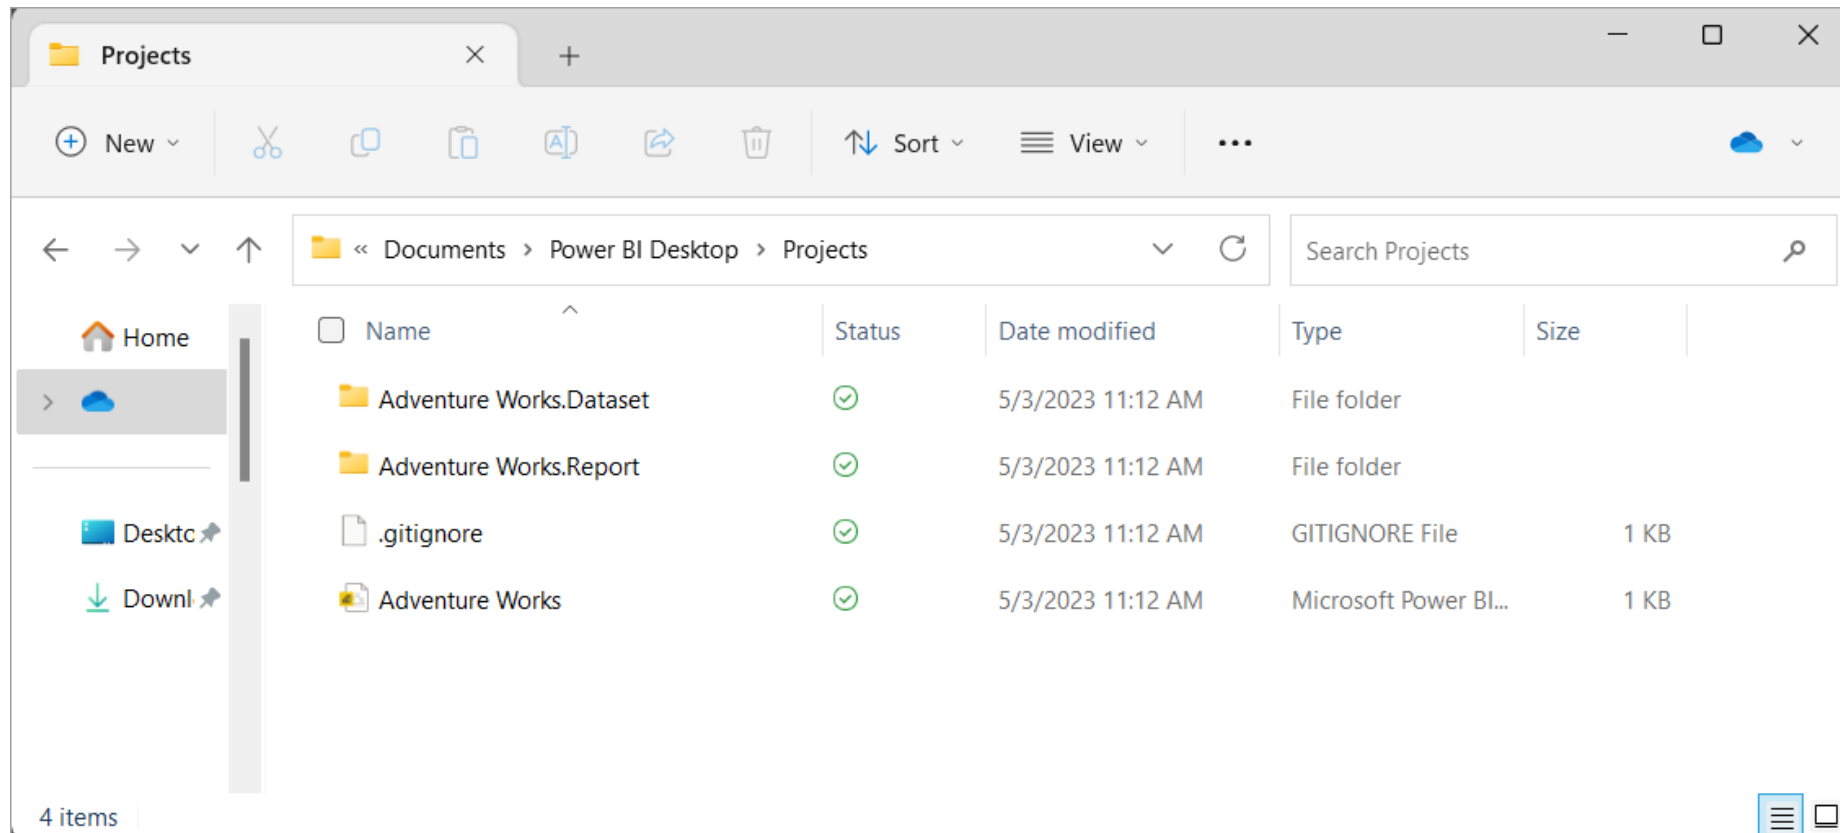 Projects
New
Sort
View
« Documents > Power BI Desktop > Projects
Search Projects
Home
Name Status Date modified Type Size
Adventure Works.Dataset 5/3/2023 11:12 AM File folder
Adventure Works.Report 5/3/2023 11:12 AM File folder
Deskto
.gitignore 5/3/2023 11:12 AM GITIGNORE File 1 KB
Downl
Adventure Works 5/3/2023 11:12 AM Microsoft Power BI... 1 KB
4 items